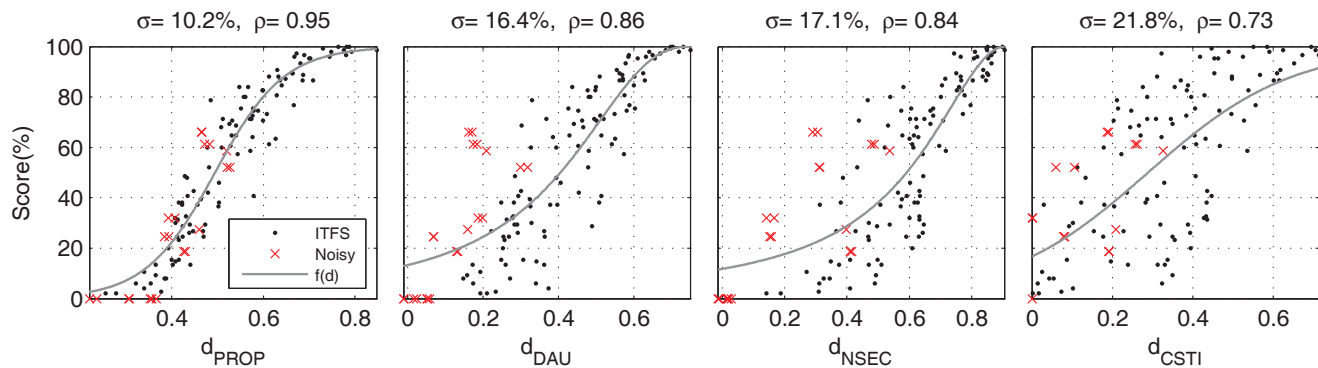 σ= 10.2%, ρ= 0.95
σ= 16.4%, ρ= 0.86
σ= 17.1%, ρ= 0.84
σ= 21.8%, ρ= 0.73
Score(%)
100
80
60
40
20
0
ITFS
Noisy
f(d)
0.4 0.6 0.8
0 0.2 0.4 0.6
0 0.2 0.4 0.6 0.8
0 0.2 0.4 0.6
d_PROP
d_DAU
d_NSEC
d_CSTI